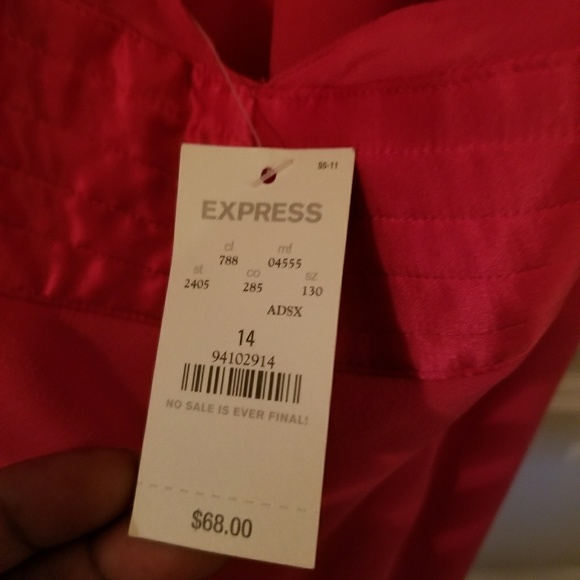 SS-11
EXPRESS
cl mf
788 04555
st co sz
2405 285 130
ADSX
14
94102914
NO SALE IS EVER FINAL!
$68.00